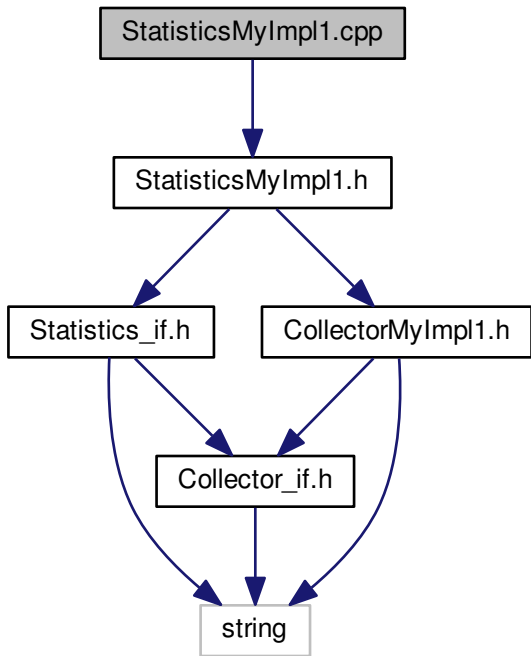 StatisticsMyImpl1.cpp
StatisticsMyImpl1.h
Statistics_if.h
CollectorMyImpl1.h
Collector_if.h
string